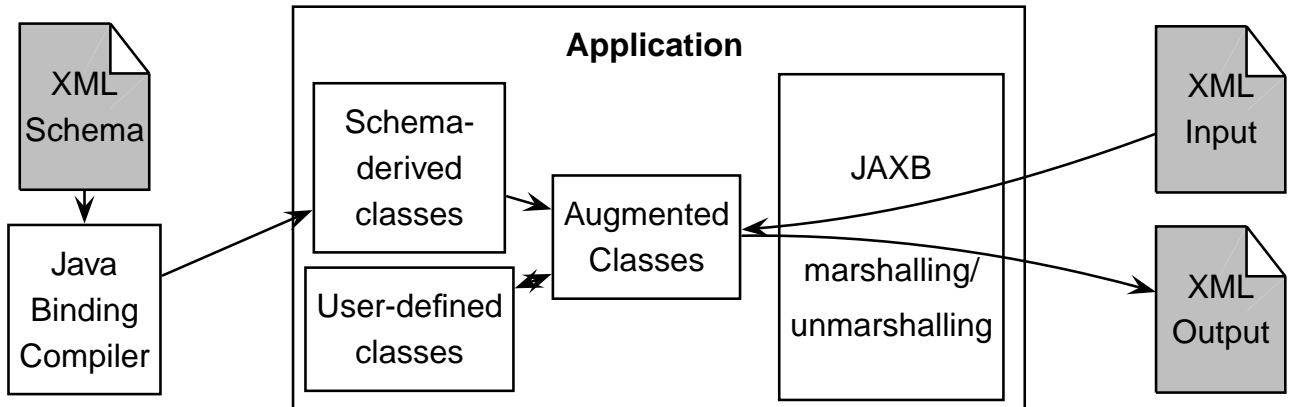 XML
Schema
Java
Binding
Compiler
Application
Schema-
derived
classes
User-defined
classes
Augmented
Classes
JAXB
marshalling/
unmarshalling
XML
Input
XML
Output